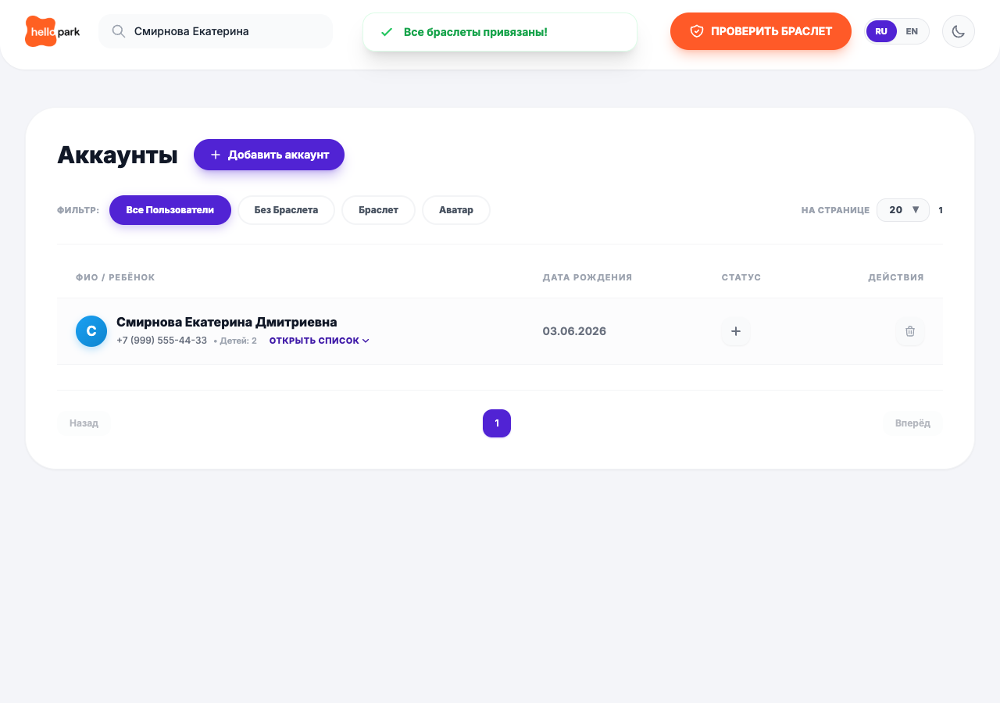 hello park
Смирнова Екатерина
Все браслеты привязаны!
ПРОВЕРИТЬ БРАСЛЕТ
RU EN
Аккаунты
Добавить аккаунт
ФИЛЬТР: Все Пользователи Без Браслета Браслет Аватар
НА СТРАНИЦЕ 20 ▼ 1
ФИО / РЕБЁНОК ДАТА РОЖДЕНИЯ СТАТУС ДЕЙСТВИЯ
С
Смирнова Екатерина Дмитриевна
+7 (999) 555-44-33 • Детей: 2 ОТКРЫТЬ СПИСОК
03.06.2026
+
Назад 1 Вперёд